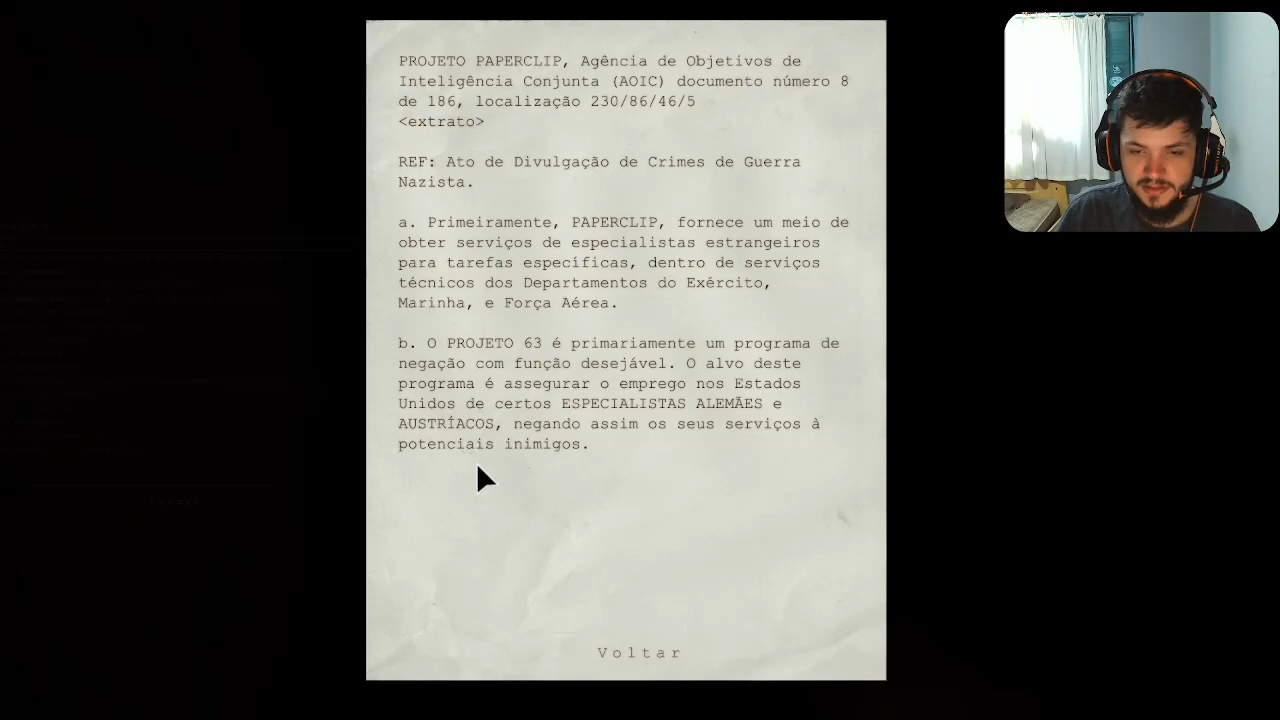 PROJETO PAPERCLIP, Agência de Objetivos de
Inteligência Conjunta (AOIC) documento número 8
de 186, localização 230/86/46/5
<extrato>
REF: Ato de Divulgação de Crimes de Guerra
Nazista.
a. Primeiramente, PAPERCLIP, fornece um meio de
obter serviços de especialistas estrangeiros
para tarefas específicas, dentro de serviços
técnicos dos Departamentos do Exército,
Marinha, e Força Aérea.
b. O PROJETO 63 é primariamente um programa de
negação com função desejável. O alvo deste
programa é assegurar o emprego nos Estados
Unidos de certos ESPECIALISTAS ALEMÃES e
AUSTRÍACOS, negando assim os seus serviços à
potenciais inimigos.
Voltar